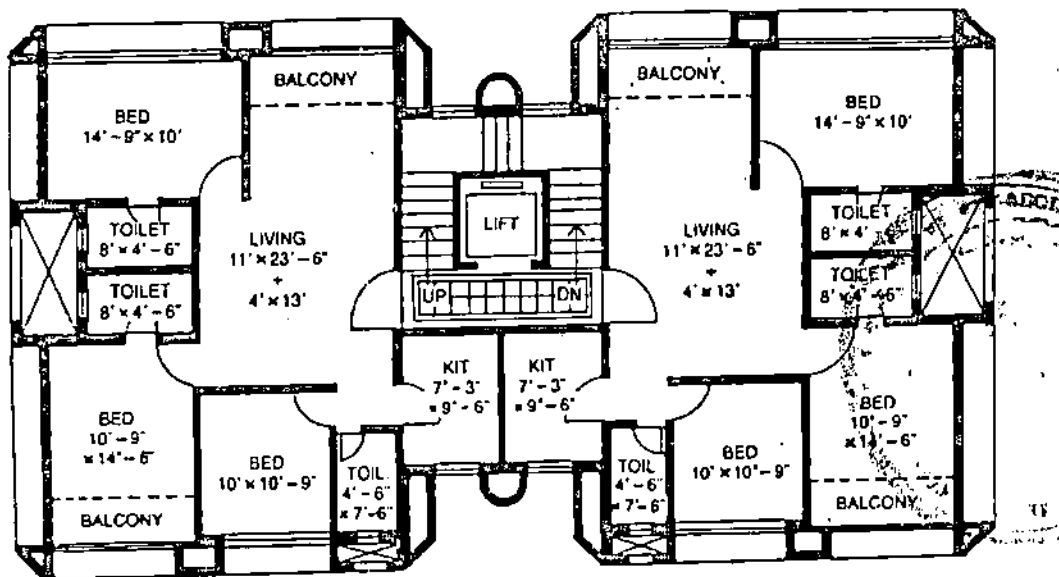 BALCONY
BED
14'-9"×10'
TOILET
8'×4'-6"
TOILET
8'×4'-6"
LIVING
11'×23'-6"
+
4'×13'
LIFT
UP
DN
KIT
7'-3"
×9'-6"
BED
10'-9"
×14'-6"
BALCONY
BED
10'×10'-9"
TOIL.
4'-6"
×7'-6"
BALCONY
BED
14'-9"×10'
TOILET
8'×4'
TOILET
8'×4'-6"
LIVING
11'×23'-6"
+
4'×13'
KIT
7'-3"
×9'-6"
BED
10'-9"
×14'-6"
BALCONY
BED
10'×10'-9"
TOIL
4'-6"
×7'-6"